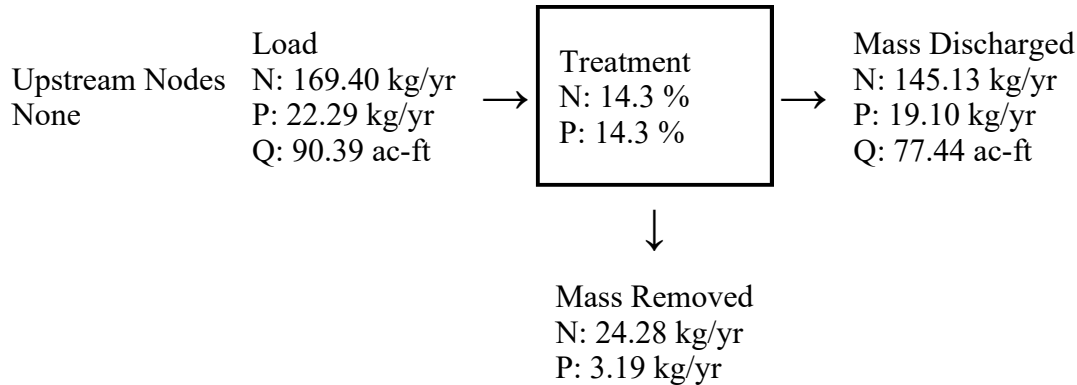 Upstream Nodes
None
Load
N: 169.40 kg/yr
P: 22.29 kg/yr
Q: 90.39 ac-ft
→
Treatment
N: 14.3 %
P: 14.3 %
→
Mass Discharged
N: 145.13 kg/yr
P: 19.10 kg/yr
Q: 77.44 ac-ft
↓
Mass Removed
N: 24.28 kg/yr
P: 3.19 kg/yr